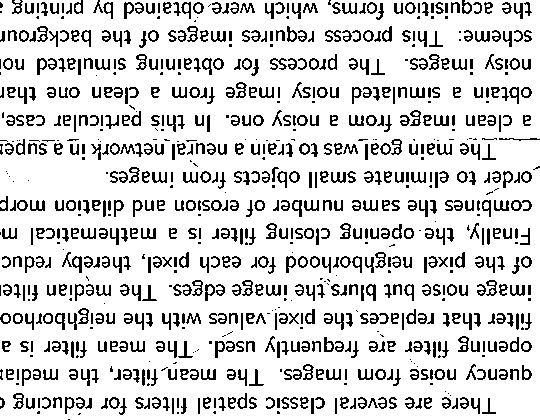 There are several classic spatial filters for reducing
quency noise from images. The mean filter, the median
opening filter are frequently used. The mean filter is a
filter that replaces the pixel values with the neighborhoo
image noise but blurs the image edges. The median filte
of the pixel neighborhood for each pixel, thereby reduc
Finally, the opening closing filter is a mathematical m
combines the same number of erosion and dilation morp
order to eliminate small objects from images.
The main goal was to train a neural network in a supe
a clean image from a noisy one. In this particular case,
obtain a simulated noisy image from a clean one than
noisy images. The process for obtaining simulated noi
scheme: This process requires images of the backgroun
the acquisition forms, which were obtained by printing